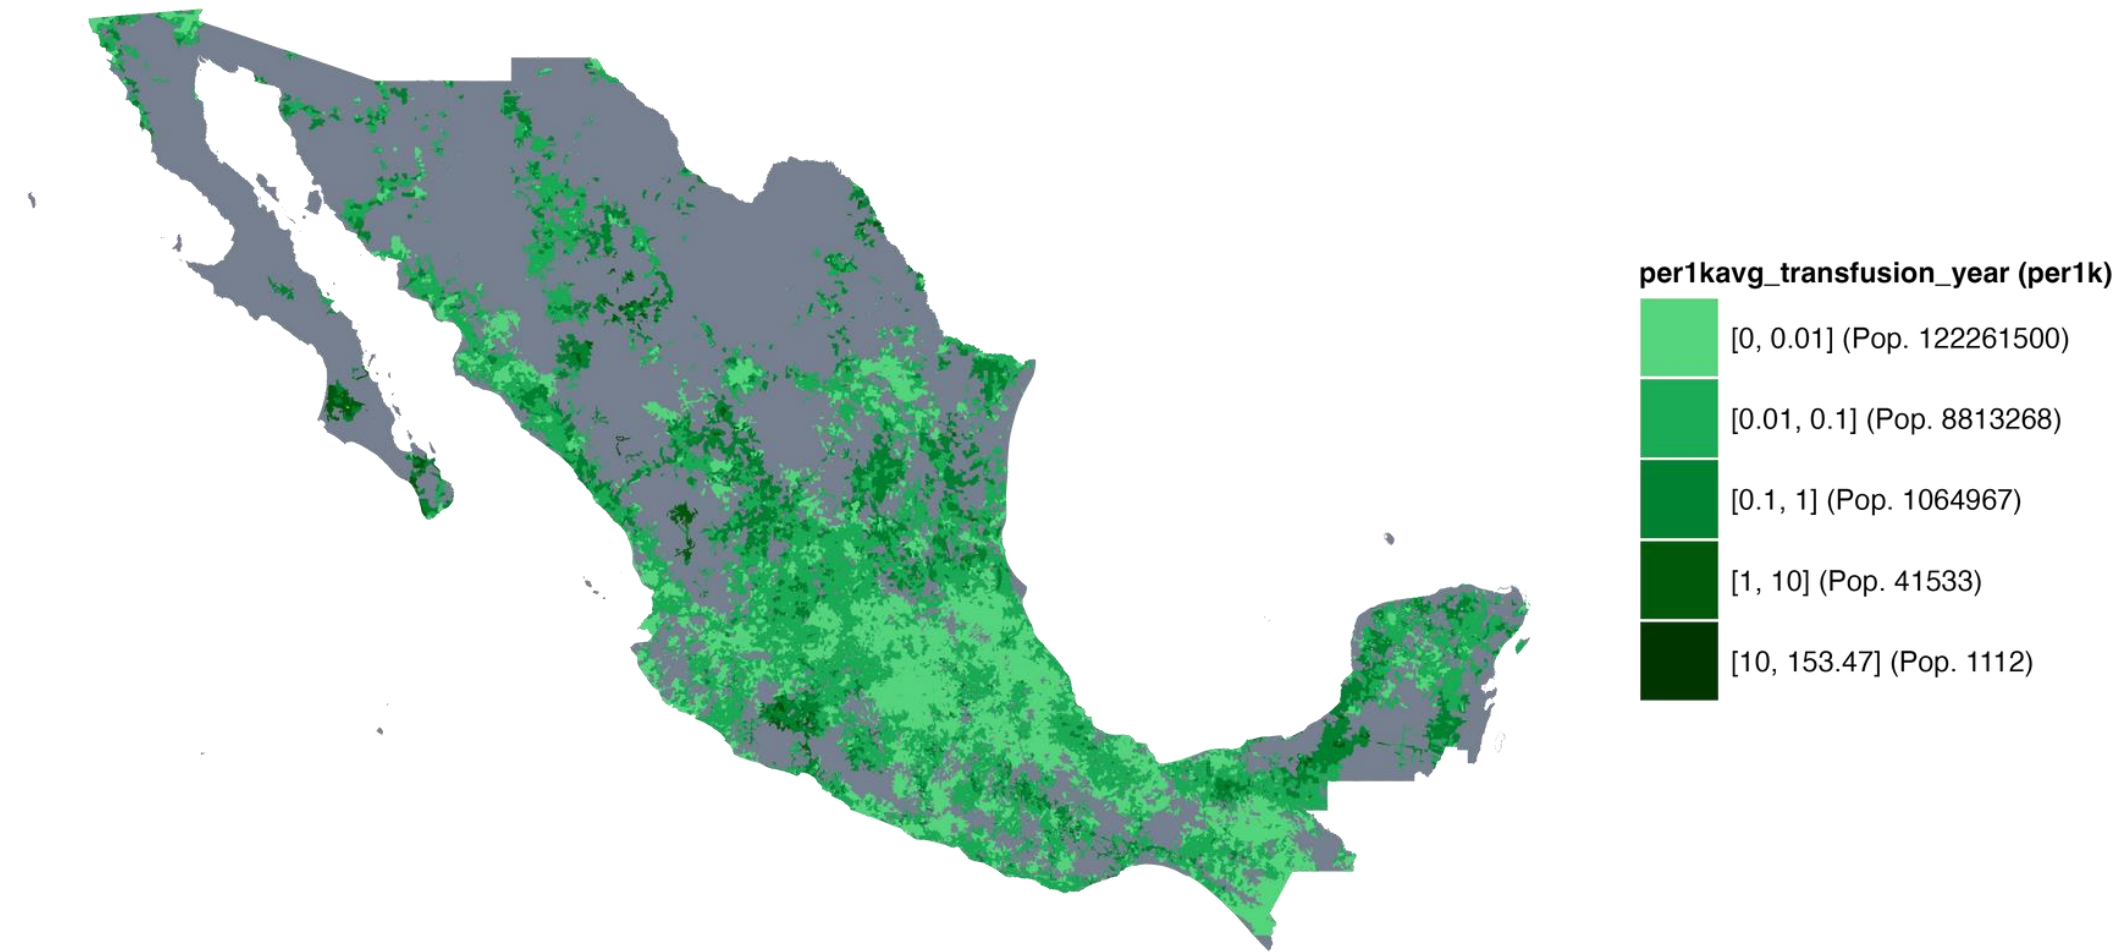 per1kavg_transfusion_year (per1k)
[0, 0.01] (Pop. 122261500)
[0.01, 0.1] (Pop. 8813268)
[0.1, 1] (Pop. 1064967)
[1, 10] (Pop. 41533)
[10, 153.47] (Pop. 1112)